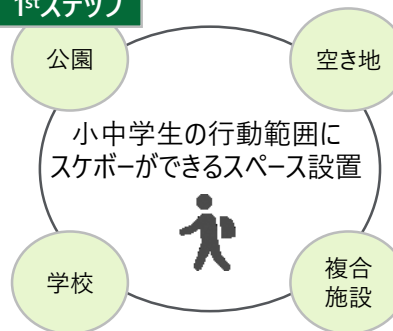 1stステップ
公園
空き地
小中学生の行動範囲に
スケボーができるスペース設置
学校
複合
施設